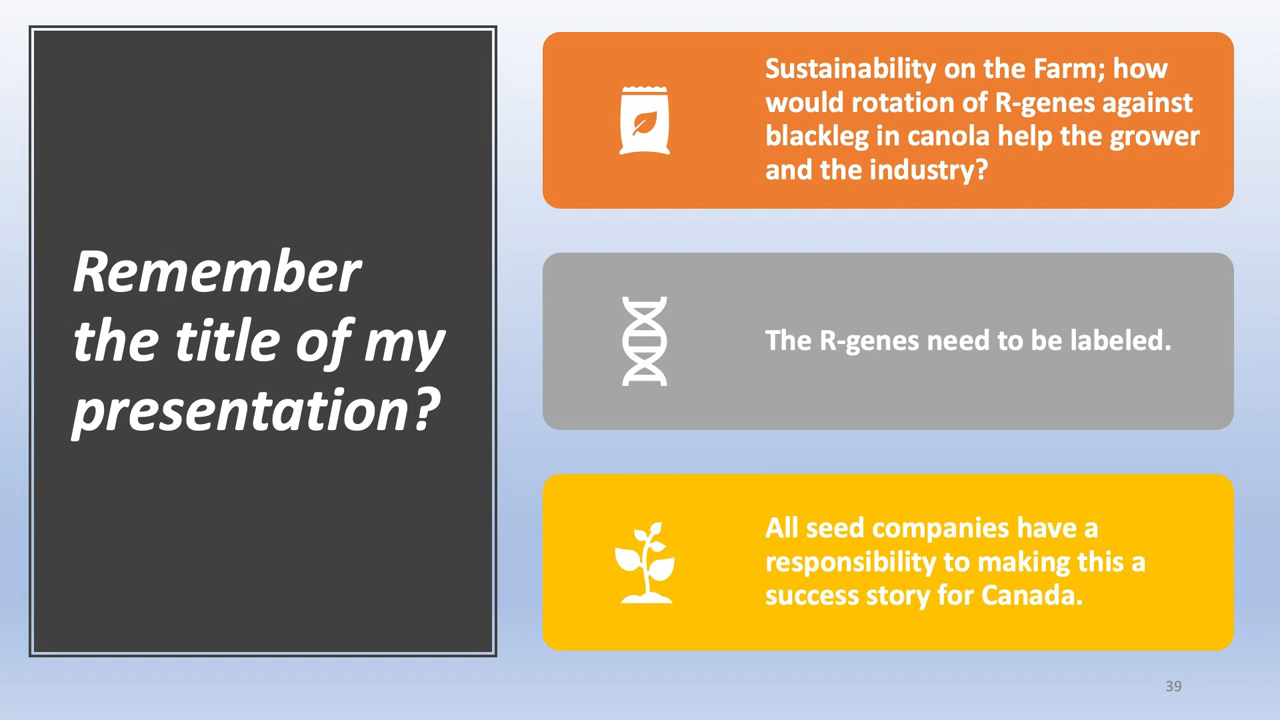 Remember
the title of my
presentation?
Sustainability on the Farm; how
would rotation of R-genes against
blackleg in canola help the grower
and the industry?
The R-genes need to be labeled.
All seed companies have a
responsibility to making this a
success story for Canada.
39